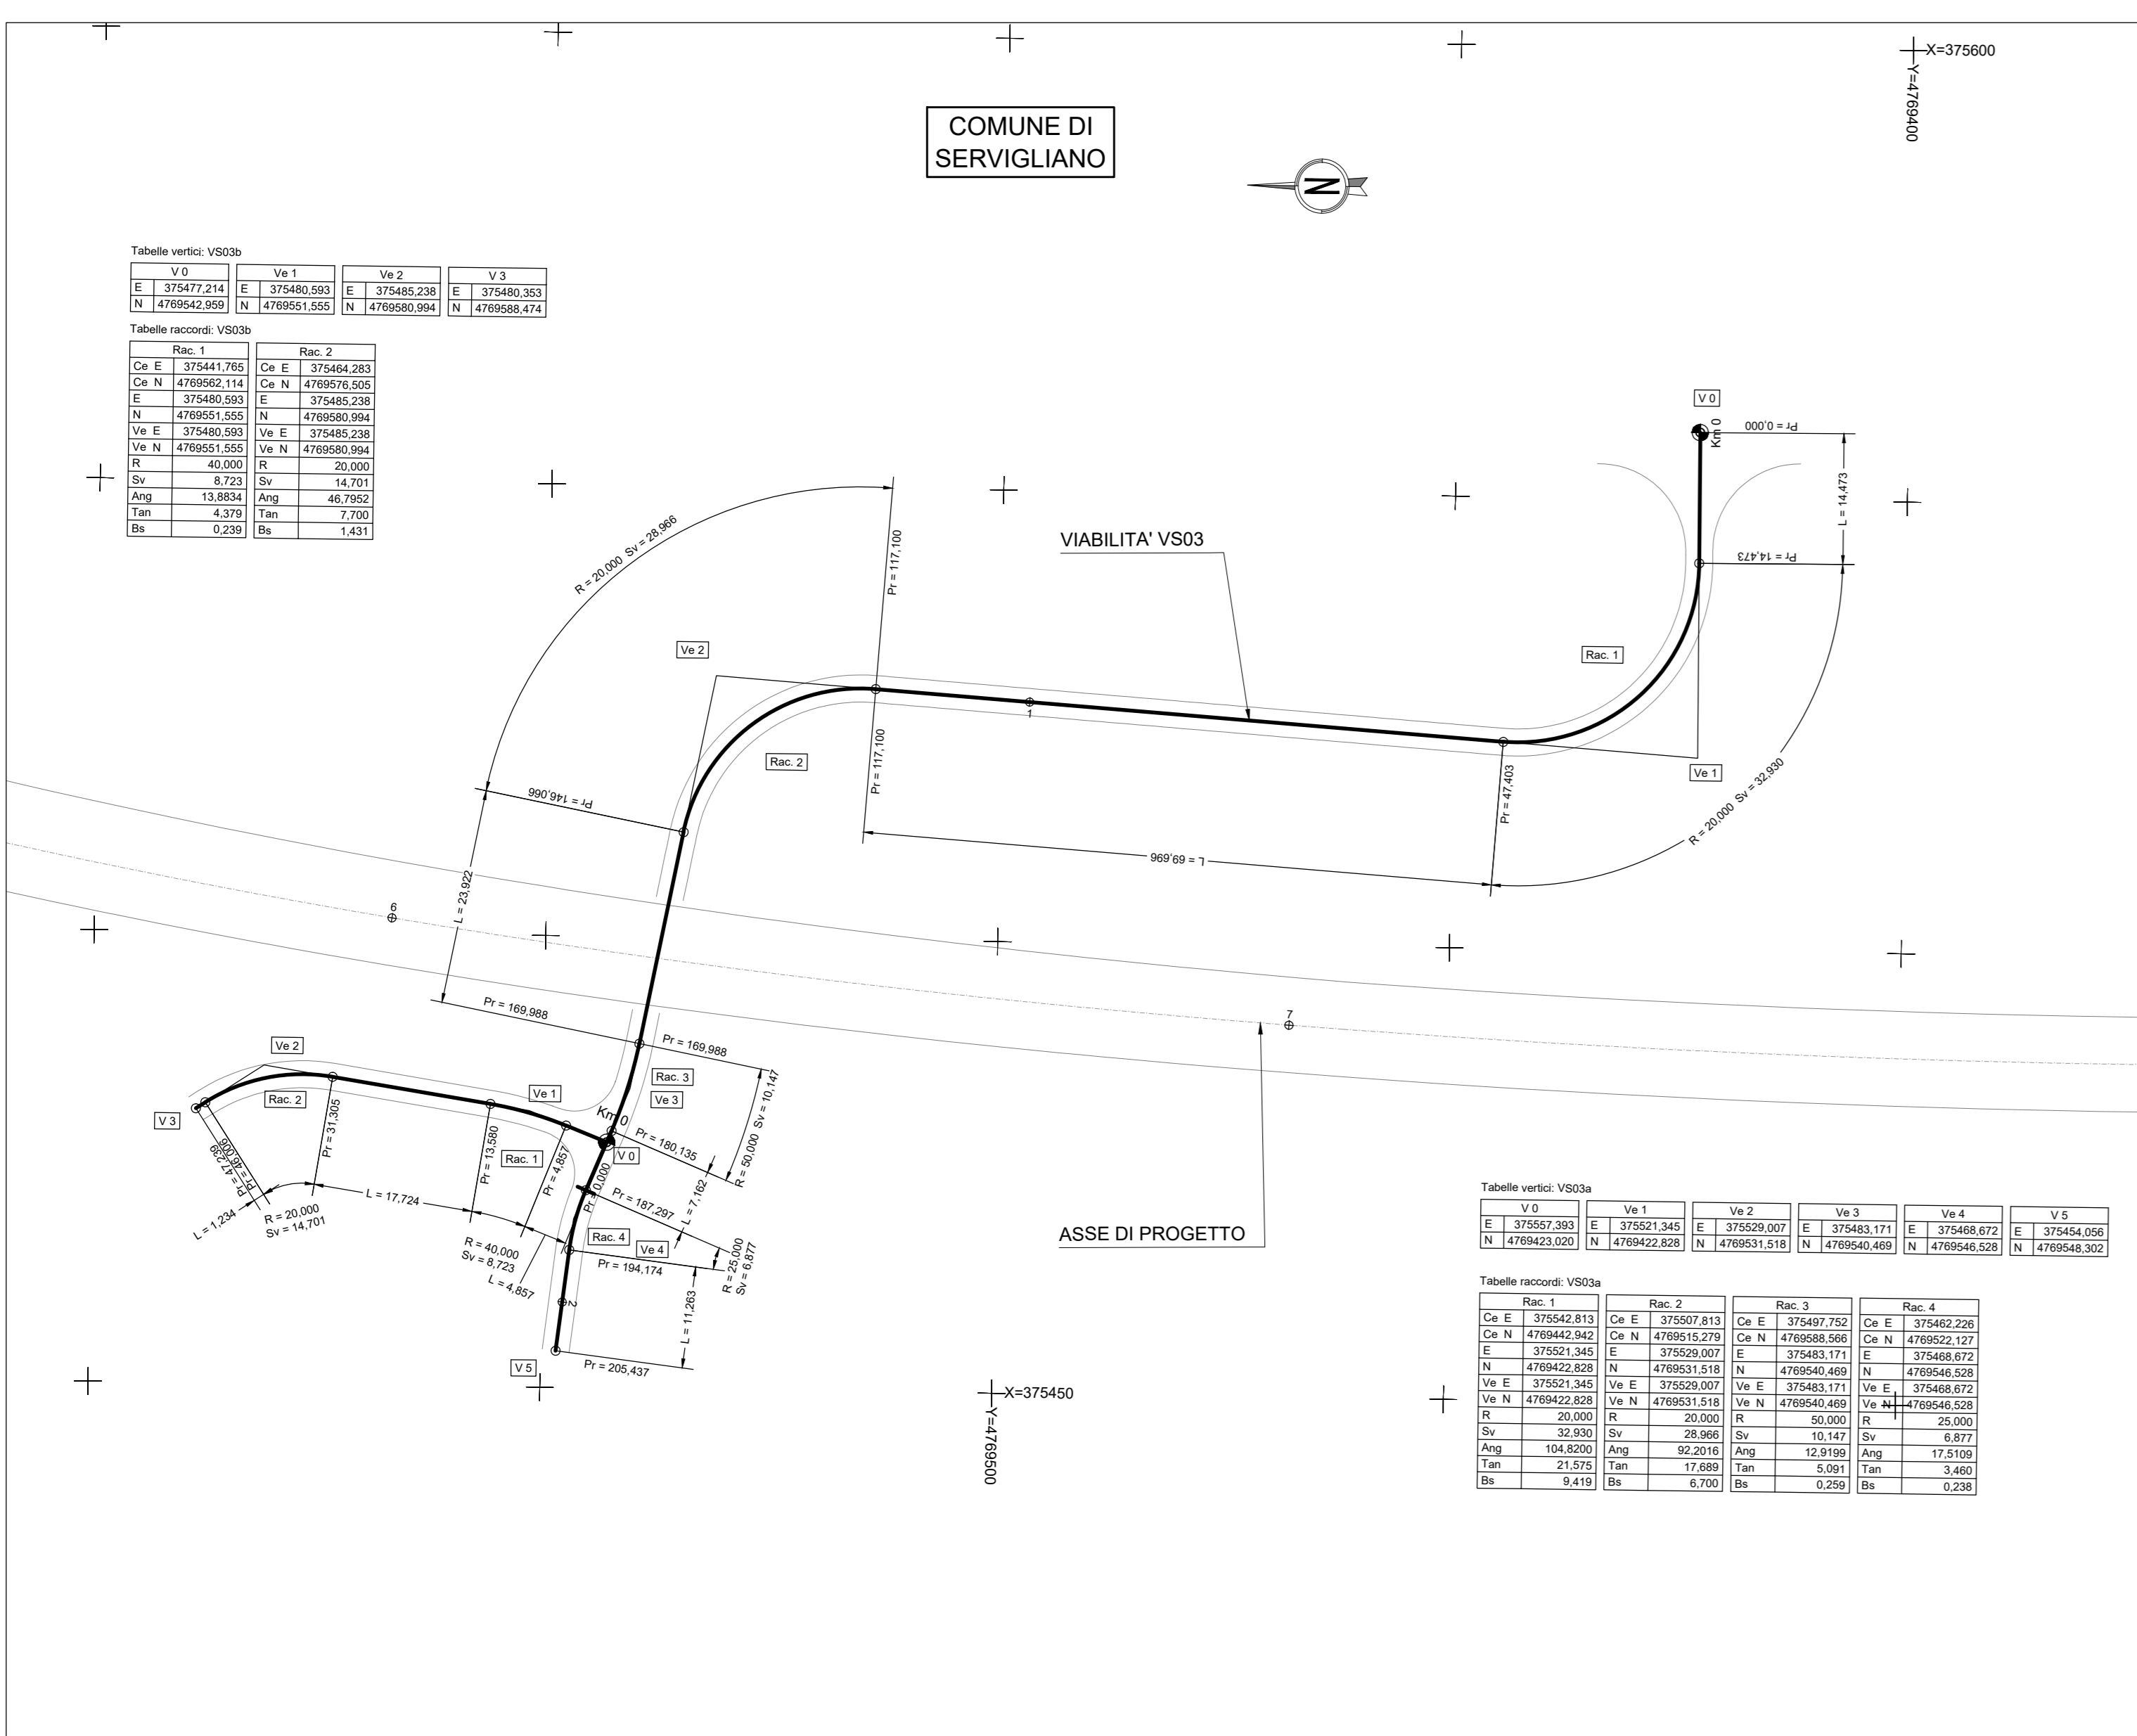 X=375600
Y=4769400
COMUNE DI
SERVIGLIANO
N
Tabelle vertici: VS03b
V 0 Ve 1 Ve 2 V 3
E 375477,214 E 375480,593 E 375485,238 E 375480,353
N 4769542,959 N 4769551,555 N 4769580,994 N 4769588,474
Tabelle raccordi: VS03b
Rac. 1 Rac. 2
Ce E 375441,765 Ce E 375464,283
Ce N 4769562,114 Ce N 4769576,505
E 375480,593 E 375485,238
N 4769551,555 N 4769580,994
Ve E 375480,593 Ve E 375485,238
Ve N 4769551,555 Ve N 4769580,994
R 40,000 R 20,000
Sv 8,723 Sv 14,701
Ang 13,8834 Ang 46,7952
Tan 4,379 Tan 7,700
Bs 0,239 Bs 1,431
V 0
Km 0
Pr = 0,000
L = 14,473
Pr = 14,473
R = 20,000 Sv = 28,966
Pr = 117,100
VIABILITA' VS03
Ve 2
Rac. 1
1
Rac. 2
Pr = 117,100
Ve 1
Pr = 47,403
R = 20,000 Sv = 32,930
Pr = 146,066
L = 69,696
L = 23,922
6
Pr = 169,988
7
Pr = 169,988
Ve 2
Rac. 3
Ve 1
Ve 3
Rac. 2
V 3
Km 0
Pr = 31,305
Pr = 180,135
R = 50,000 Sv = 10,147
Pr = 13,580
Rac. 1
V 0
Pr = 4,857
Pr = 47,239
Pr = 46,006
Pr = 0,000
Pr = 187,297
L = 7,162
L = 17,724
L = 1,234
R = 20,000
Sv = 14,701
Rac. 4
Ve 4
R = 40,000
Sv = 8,723
Pr = 194,174
R = 25,000
Sv = 6,877
L = 4,857
2
L = 11,263
V 5
Pr = 205,437
ASSE DI PROGETTO
X=375450
Y=4769500
Tabelle vertici: VS03a
V 0 Ve 1 Ve 2 Ve 3 Ve 4 V 5
E 375557,393 E 375521,345 E 375529,007 E 375483,171 E 375468,672 E 375454,056
N 4769423,020 N 4769422,828 N 4769531,518 N 4769540,469 N 4769546,528 N 4769548,302
Tabelle raccordi: VS03a
Rac. 1 Rac. 2 Rac. 3 Rac. 4
Ce E 375542,813 Ce E 375507,813 Ce E 375497,752 Ce E 375462,226
Ce N 4769442,942 Ce N 4769515,279 Ce N 4769588,566 Ce N 4769522,127
E 375521,345 E 375529,007 E 375483,171 E 375468,672
N 4769422,828 N 4769531,518 N 4769540,469 N 4769546,528
Ve E 375521,345 Ve E 375529,007 Ve E 375483,171 Ve E 375468,672
Ve N 4769422,828 Ve N 4769531,518 Ve N 4769540,469 Ve N 4769546,528
R 20,000 R 20,000 R 50,000 R 25,000
Sv 32,930 Sv 28,966 Sv 10,147 Sv 6,877
Ang 104,8200 Ang 92,2016 Ang 12,9199 Ang 17,5109
Tan 21,575 Tan 17,689 Tan 5,091 Tan 3,460
Bs 9,419 Bs 6,700 Bs 0,259 Bs 0,238